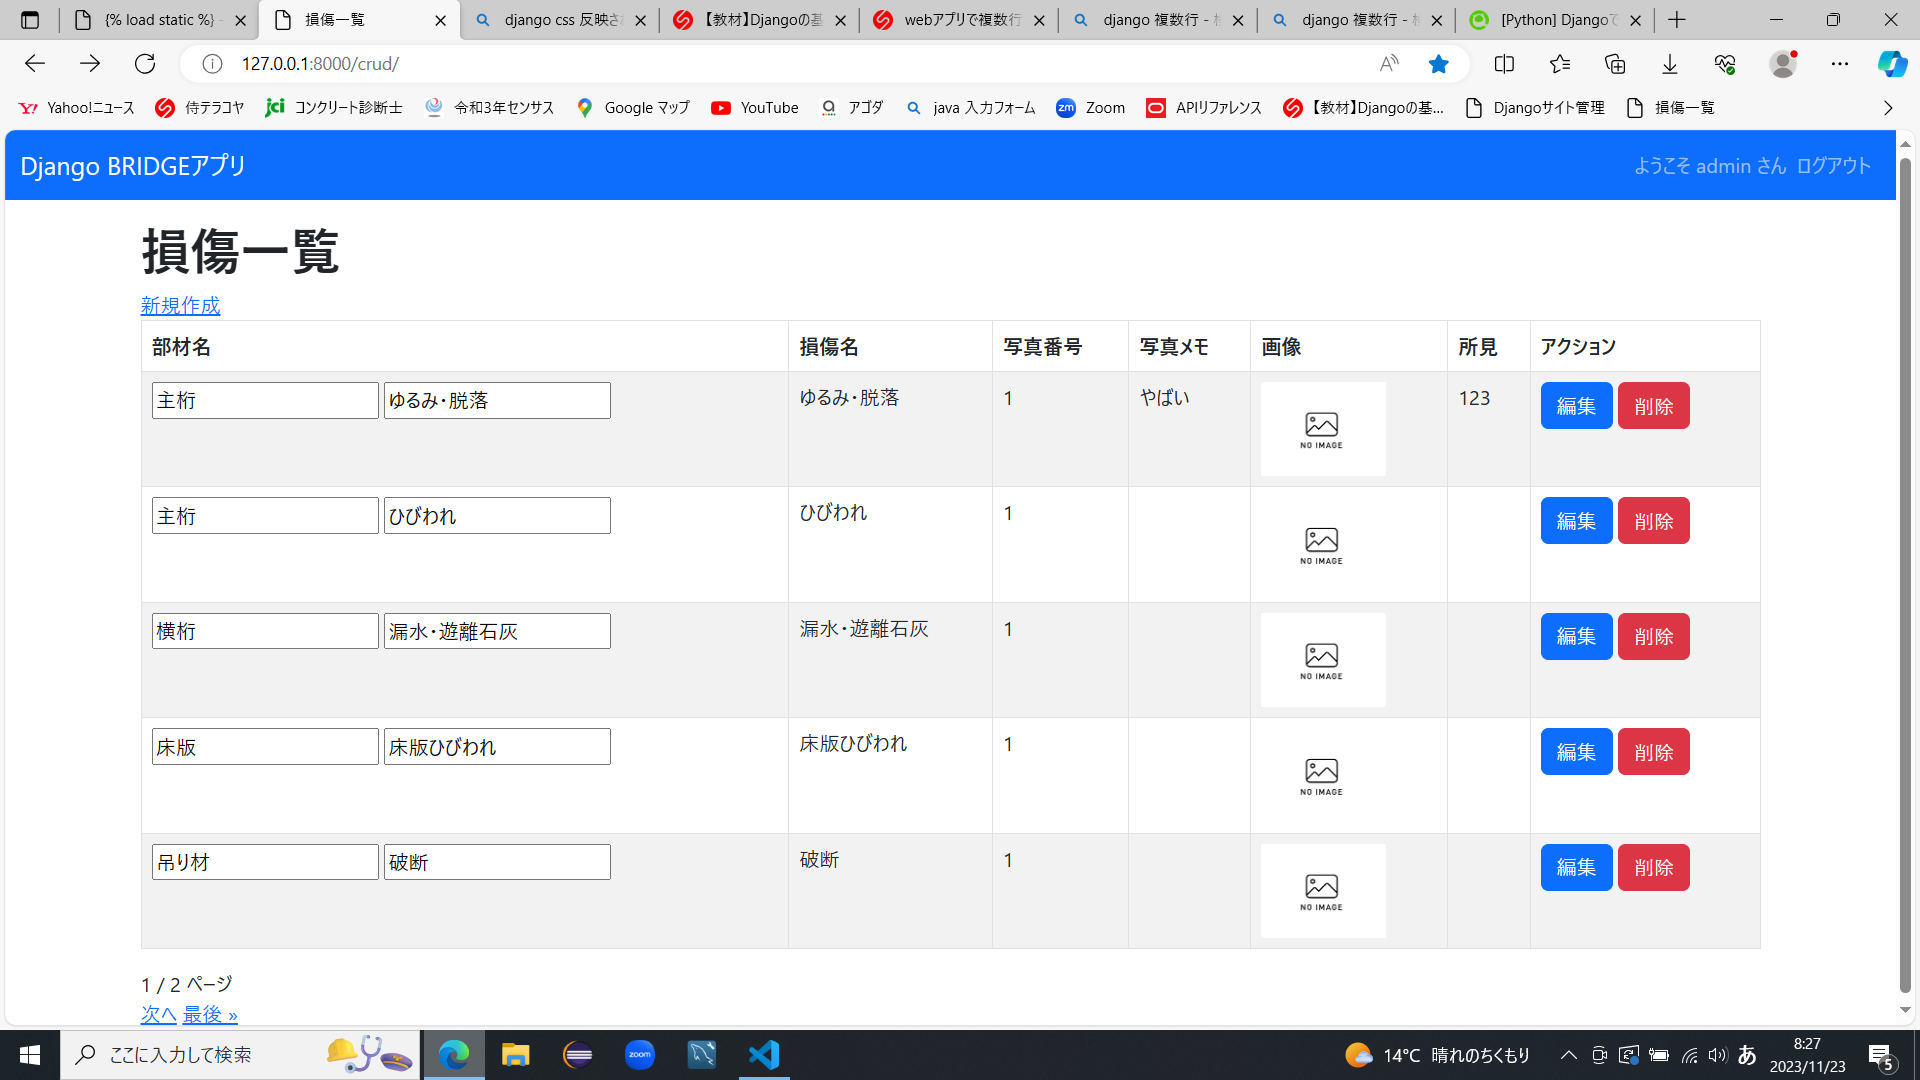 {% load static %} -
損傷一覧
django css 反映され
【教材】Djangoの基
webアプリで複数行
django 複数行 - 
django 複数行 - 
[Python] Djangoで
127.0.0.1:8000/crud/
Yahoo!ニュース
侍テラコヤ
jci コンクリート診断士
令和3年センサス
Google マップ
YouTube
アゴダ
java 入力フォーム
zm Zoom
APIリファレンス
【教材】Djangoの基...
Djangoサイト管理
損傷一覧
Django BRIDGEアプリ
ようこそ admin さん ログアウト
損傷一覧
新規作成
部材名 損傷名 写真番号 写真メモ 画像 所見 アクション
主桁 ゆるみ・脱落 ゆるみ・脱落 1 やばい NO IMAGE 123 編集 削除
主桁 ひびわれ ひびわれ 1 NO IMAGE 編集 削除
横桁 漏水・遊離石灰 漏水・遊離石灰 1 NO IMAGE 編集 削除
床版 床版ひびわれ 床版ひびわれ 1 NO IMAGE 編集 削除
吊り材 破断 破断 1 NO IMAGE 編集 削除
1 / 2 ページ
次へ 最後 »
ここに入力して検索
zoom
14°C 晴れのちくもり
あ
8:27
2023/11/23
5